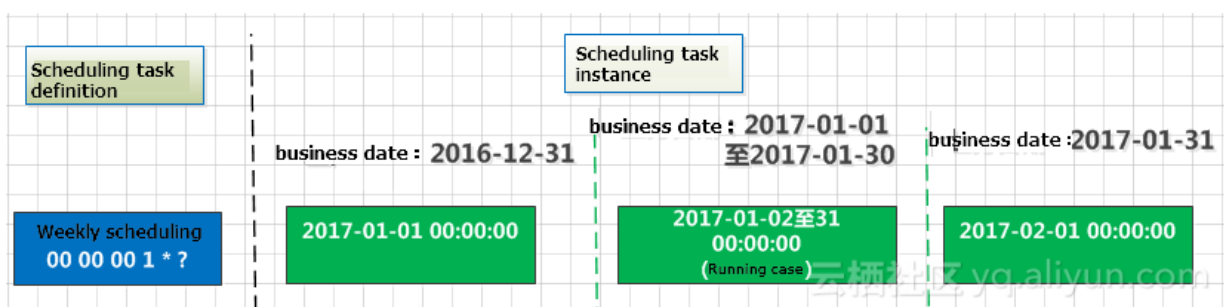 Scheduling task
definition
Scheduling task
instance
business date：2016-12-31
business date：2017-01-01
至2017-01-30
business date :2017-01-31
Weekly scheduling
00 00 00 1 * ?
2017-01-01 00:00:00
2017-01-02至31
00:00:00
(Running case)
2017-02-01 00:00:00
云栖社区 yq.aliyun.com